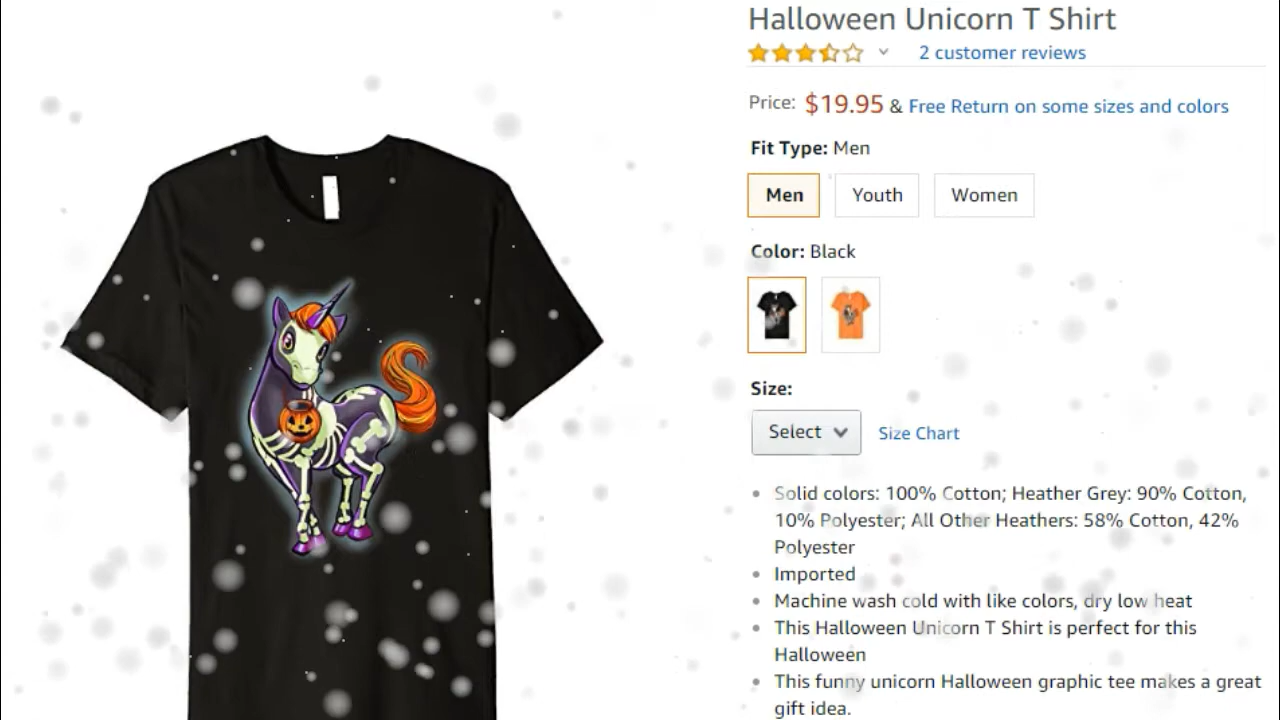 Halloween Unicorn T Shirt
2 customer reviews
Price: $19.95 & Free Return on some sizes and colors
Fit Type: Men
Men Youth Women
Color: Black
Size:
Select Size Chart
Solid colors: 100% Cotton; Heather Grey: 90% Cotton,
10% Polyester; All Other Heathers: 58% Cotton, 42%
Polyester
Imported
Machine wash cold with like colors, dry low heat
This Halloween Unicorn T Shirt is perfect for this
Halloween
This funny unicorn Halloween graphic tee makes a great
gift idea.